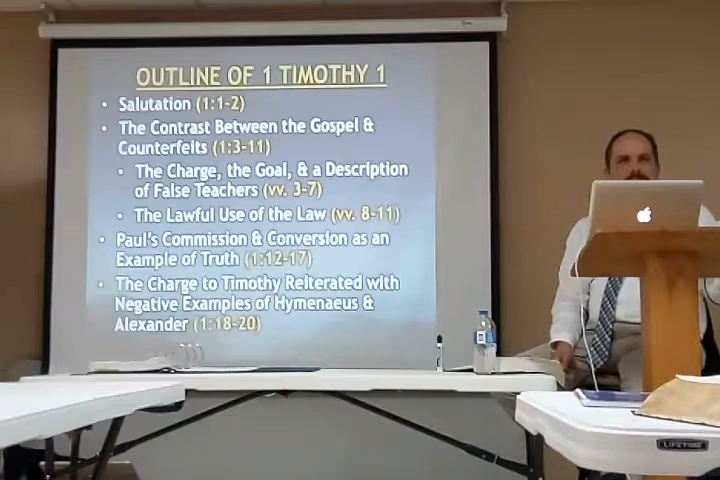 OUTLINE OF 1 TIMOTHY 1
• Salutation (1:1-2)
• The Contrast Between the Gospel &
Counterfeits (1:3-11)
• The Charge, the Goal, & a Description
of False Teachers (vv. 3-7)
• The Lawful Use of the Law (vv. 8-11)
• Paul's Commission & Conversion as an
Example of Truth (1:12-17)
• The Charge to Timothy Reiterated with
Negative Examples of Hymenaeus &
Alexander (1:18-20)
LIFETIME